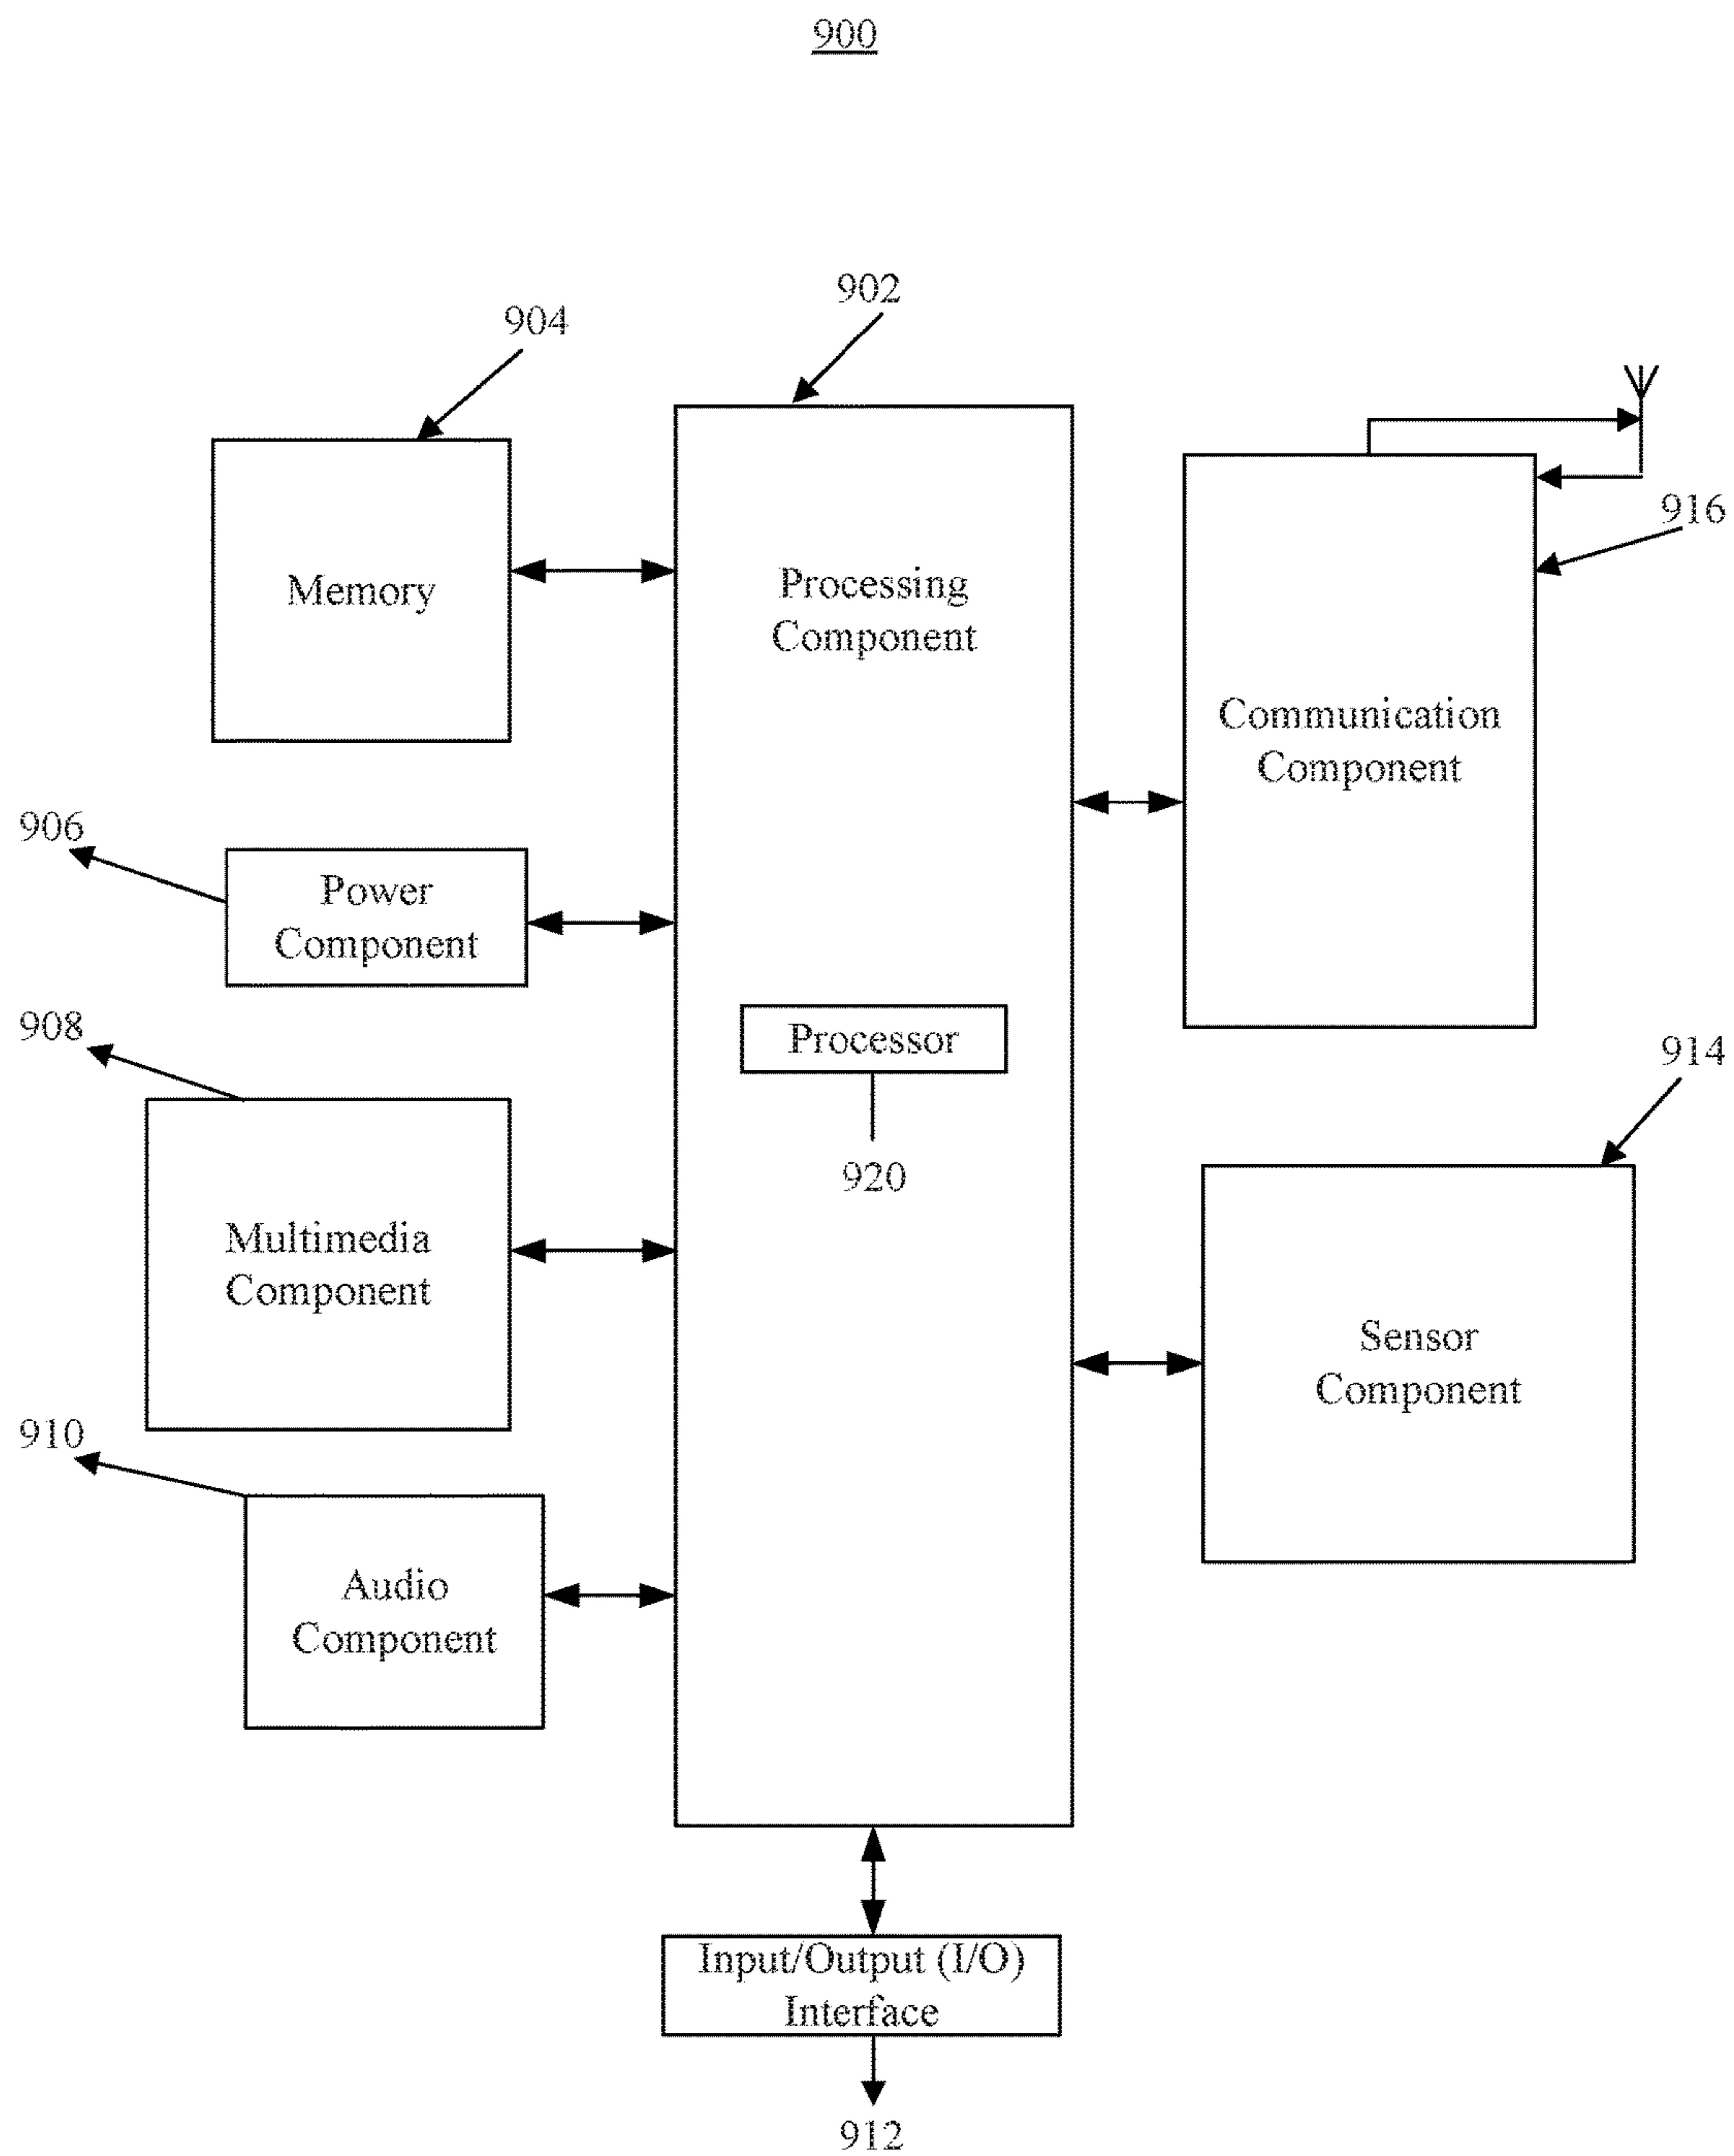 900
902
904
916
Memory
Processing
Component
Communication
Component
906
Power
Component
908
Processor
914
920
Multimedia
Component
Sensor
Component
910
Audio
Component
Input/Output (I/O)
Interface
912